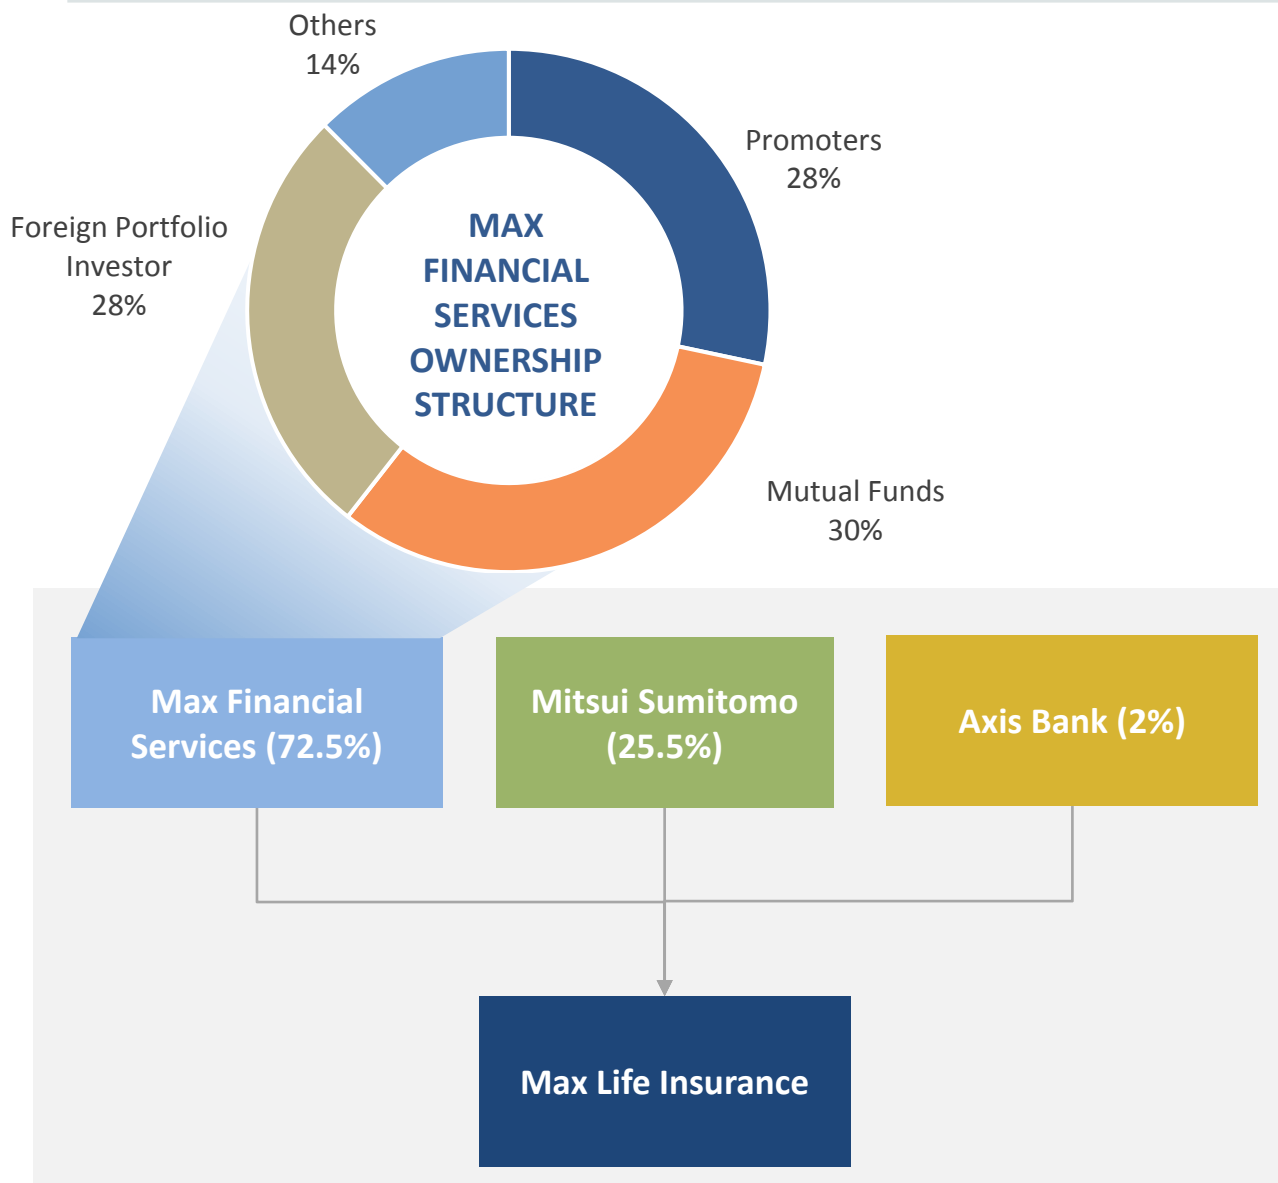 Others
14%
Promoters
28%
Foreign Portfolio
Investor
28%
MAX
FINANCIAL
SERVICES
OWNERSHIP
STRUCTURE
Mutual Funds
30%
Max Financial
Services (72.5%)
Mitsui Sumitomo
(25.5%)
Axis Bank (2%)
Max Life Insurance